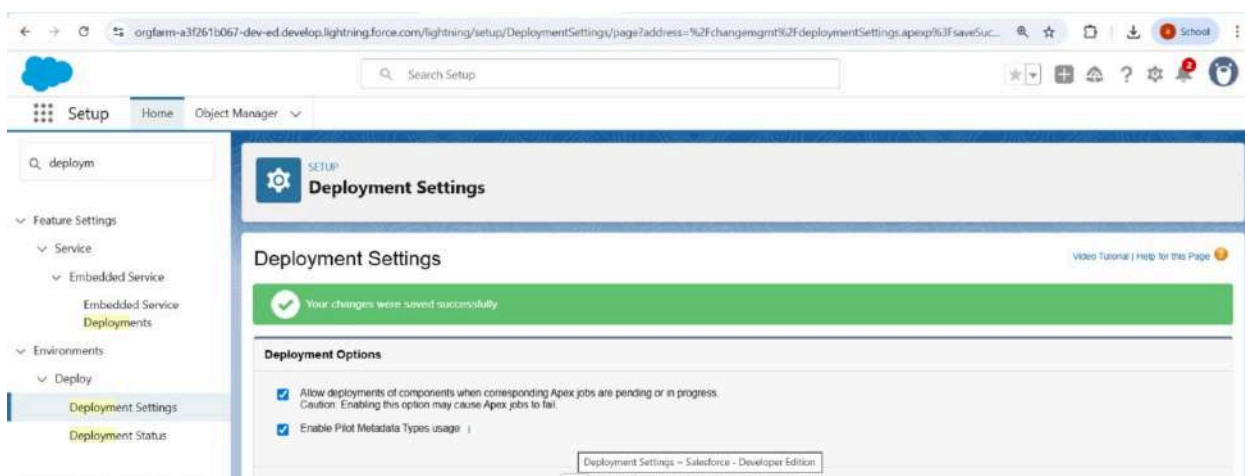 orgfarm-a3f261b067-dev-ed.develop.lightning.force.com/lightning/setup/DeploymentSettings/page?address=%2Fchangemgmt%2FdeploymentSettings.apexp%3FsaveSuc...
School
Search Setup
2
Setup
Home
Object Manager
deploym
SETUP
Deployment Settings
Feature Settings
Service
Embedded Service
Embedded Service
Deployments
Environments
Deploy
Deployment Settings
Deployment Status
Deployment Settings
Video Tutorial | Help for this Page
Your changes were saved successfully.
Deployment Options
Allow deployments of components when corresponding Apex jobs are pending or in progress.
Caution: Enabling this option may cause Apex jobs to fail.
Enable Pilot Metadata Types usage
Deployment Settings ~ Salesforce - Developer Edition